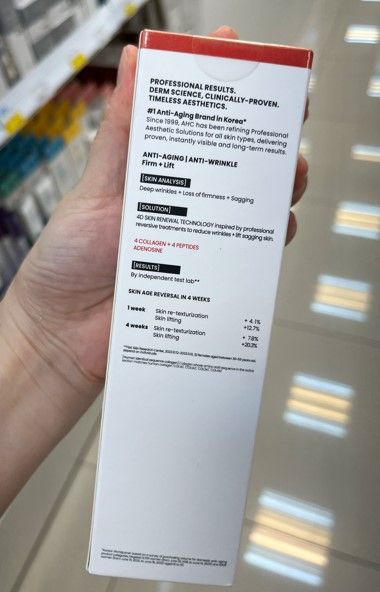 PROFESSIONAL RESULTS.
DERM SCIENCE, CLINICALLY-PROVEN.
TIMELESS AESTHETICS.
#1 Anti-Aging Brand in Korea*
Since 1999, AHC has been refining Professional
Aesthetic Solutions for all skin types, delivering
proven, instantly visible and long-term results.
ANTI-AGING | ANTI-WRINKLE
Firm + Lift
[SKIN ANALYSIS]
Deep wrinkles + Loss of firmness + Sagging
[SOLUTION]
4D SKIN RENEWAL TECHNOLOGY inspired by professional
reversive treatments to reduce wrinkles + lift sagging skin.
4 COLLAGEN + 4 PEPTIDES
ADENOSINE
[RESULTS]
By independent test lab**
SKIN AGE REVERSAL IN 4 WEEKS
1 week Skin re-texturization + 4.1%
Skin lifting +12.7%
4 weeks Skin re-texturization + 7.8%
Skin lifting +20.3%